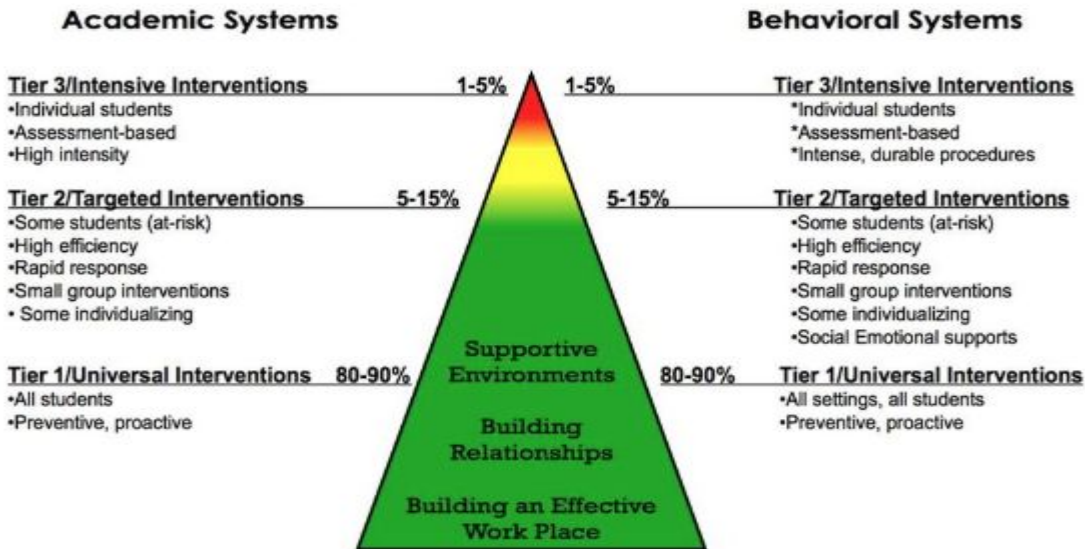 Academic Systems
Behavioral Systems
Tier 3/Intensive Interventions 1-5%
•Individual students
•Assessment-based
•High intensity
Tier 2/Targeted Interventions 5-15%
•Some students (at-risk)
•High efficiency
•Rapid response
•Small group interventions
• Some individualizing
Tier 1/Universal Interventions 80-90%
•All students
•Preventive, proactive
1-5% Tier 3/Intensive Interventions
*Individual students
*Assessment-based
*Intense, durable procedures
5-15% Tier 2/Targeted Interventions
•Some students (at-risk)
•High efficiency
•Rapid response
•Small group interventions
•Some individualizing
•Social Emotional supports
80-90% Tier 1/Universal Interventions
•All settings, all students
•Preventive, proactive
Supportive
Environments
Building
Relationships
Building an Effective
Work Place